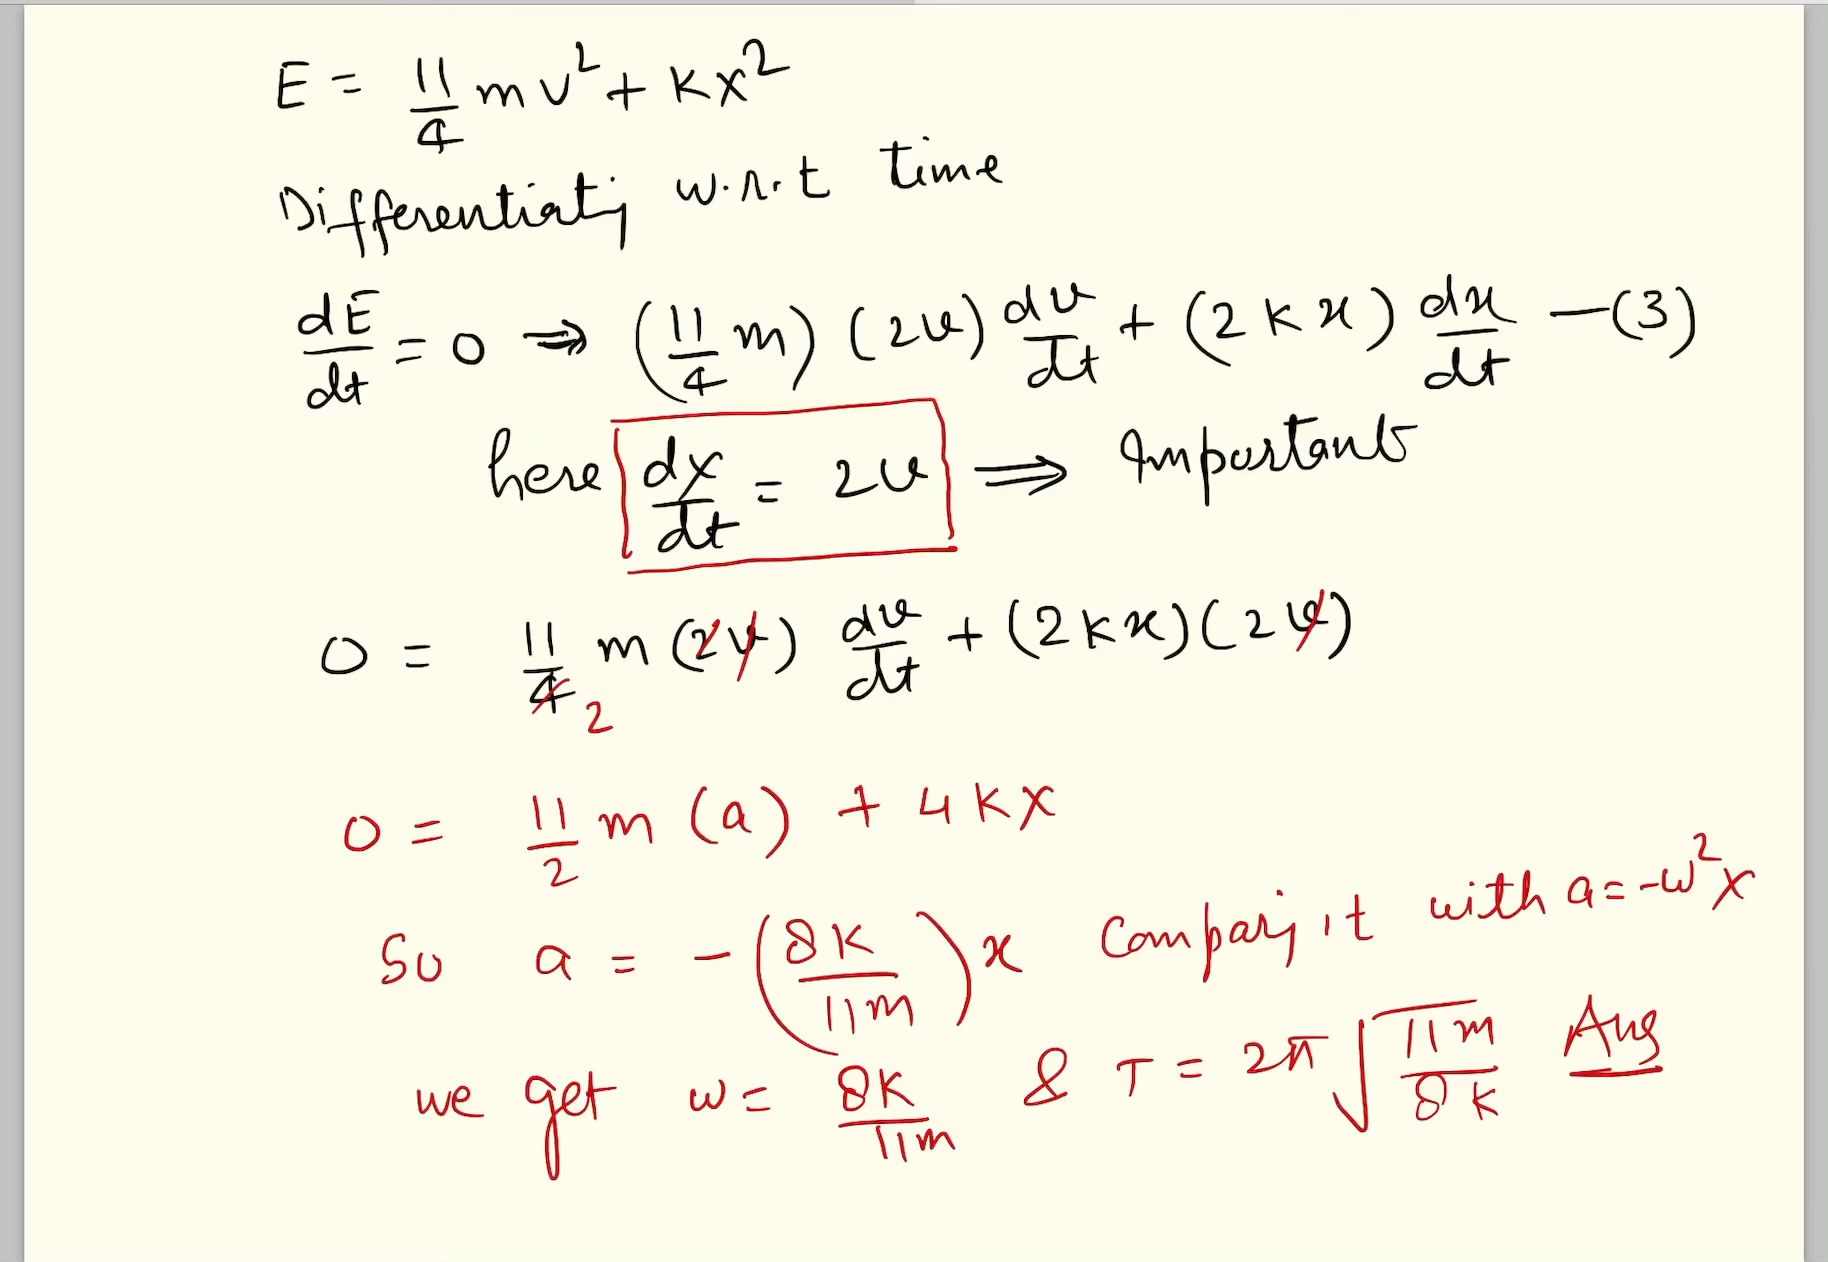 E = 11/4 mv² + kx²
Differentiatij w.r.t time
dE/dt = 0 ⇒ (11/4 m) (2v) dv/dt + (2kx) dx/dt —(3)
here dx/dt = 2v ⇒ Important
0 = 11/4 m (2v) dv/dt + (2kx)(2v)
2
0 = 11/2 m (a) + 4kx
So a = -(8k/11m)x Comparij it with a = -ω²x
we get ω = 8k/11m & T = 2π√(11m/8k) Ans